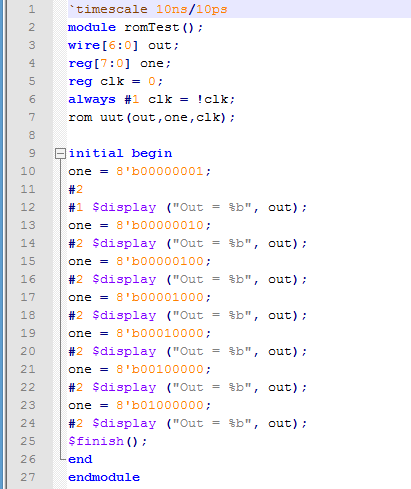 1 `timescale 10ns/10ps
2 module romTest();
3 wire[6:0] out;
4 reg[7:0] one;
5 reg clk = 0;
6 always #1 clk = !clk;
7 rom uut(out,one,clk);
8
9 initial begin
10 one = 8'b00000001;
11 #2
12 #1 $display ("Out = %b", out);
13 one = 8'b00000010;
14 #2 $display ("Out = %b", out);
15 one = 8'b00000100;
16 #2 $display ("Out = %b", out);
17 one = 8'b00001000;
18 #2 $display ("Out = %b", out);
19 one = 8'b00010000;
20 #2 $display ("Out = %b", out);
21 one = 8'b00100000;
22 #2 $display ("Out = %b", out);
23 one = 8'b01000000;
24 #2 $display ("Out = %b", out);
25 $finish();
26 end
27 endmodule